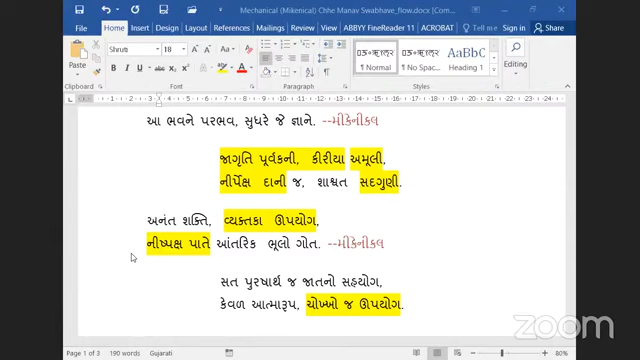 Mechanical (Mikenical) Chhe Manav Swabhave_flow.docx [Com
File Home Insert Design Layout References Mailings Review View ABBYY FineReader 11 ACROBAT Tell me Sign in Share
Shruti 18
Paste
Clipboard Font Paragraph Styles
¶ Normal ¶ No Spac... Heading 1
AaBbC
Editing
આ ભવને પરભવ, સુધરે જે જ્ઞાને. --મીકેનીકલ
જાગૃતિ પૂર્વકની, કીરીયા અમૂલી,
નીર્પેક્ષ દાની જ, શાશ્વત સદગુણી.
અનંત શક્તિ, વ્યક્તકા ઊપયોગ,
નીષ્પક્ષ પાતે આંતરિક ભૂલો ગોત. --મીકેનીકલ
સત પુરષાર્થ જ જાતનો સહયોગ,
કેવળ આત્મારૂપ, ચોખ્ખો જ ઊપયોગ.
Page 1 of 3 190 words Gujarati 80%
zoom